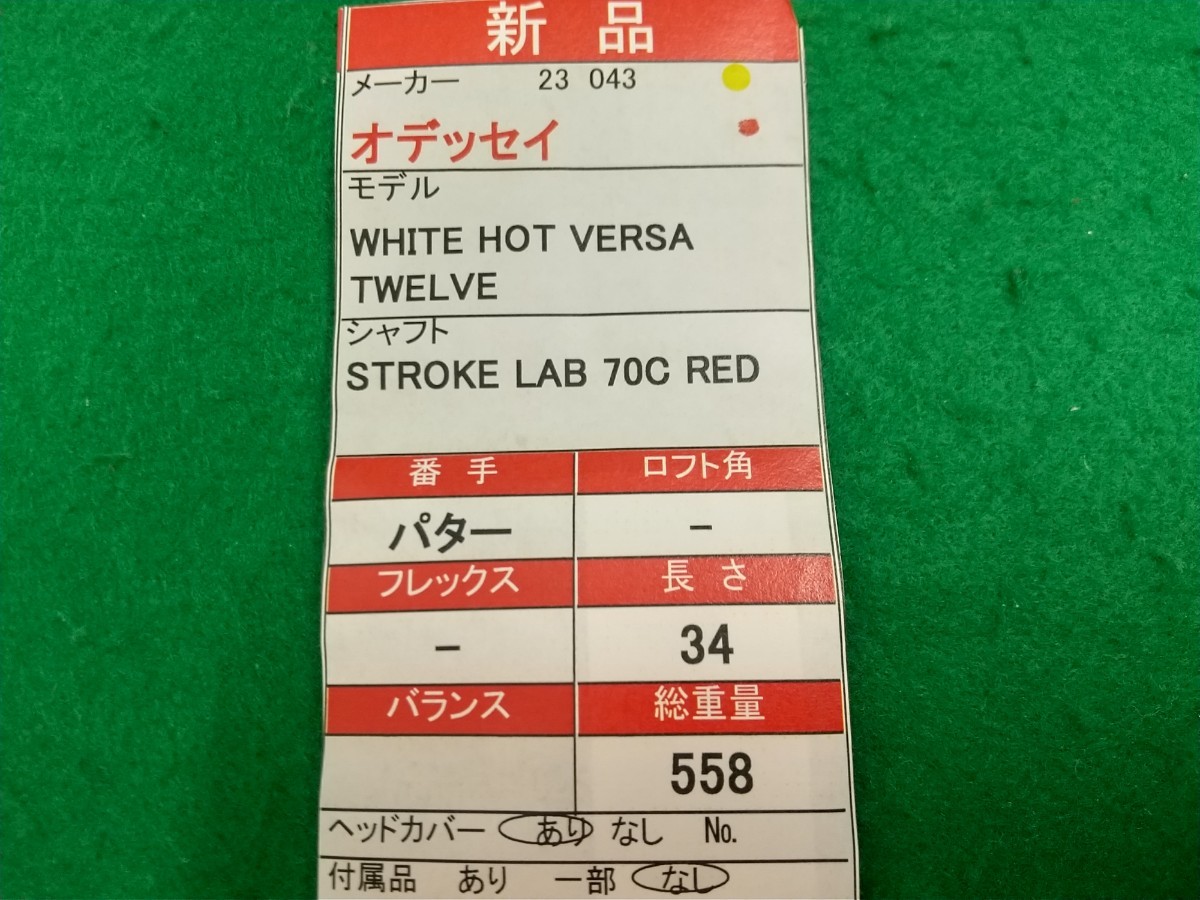 新 品
メーカー 23 043
オデッセイ
モデル
WHITE HOT VERSA
TWELVE
シャフト
STROKE LAB 70C RED
番 手 ロフト角
パター -
フレックス 長 さ
- 34
バランス 総重量
558
ヘッドカバー あり なし No.
付属品 あり 一部 なし